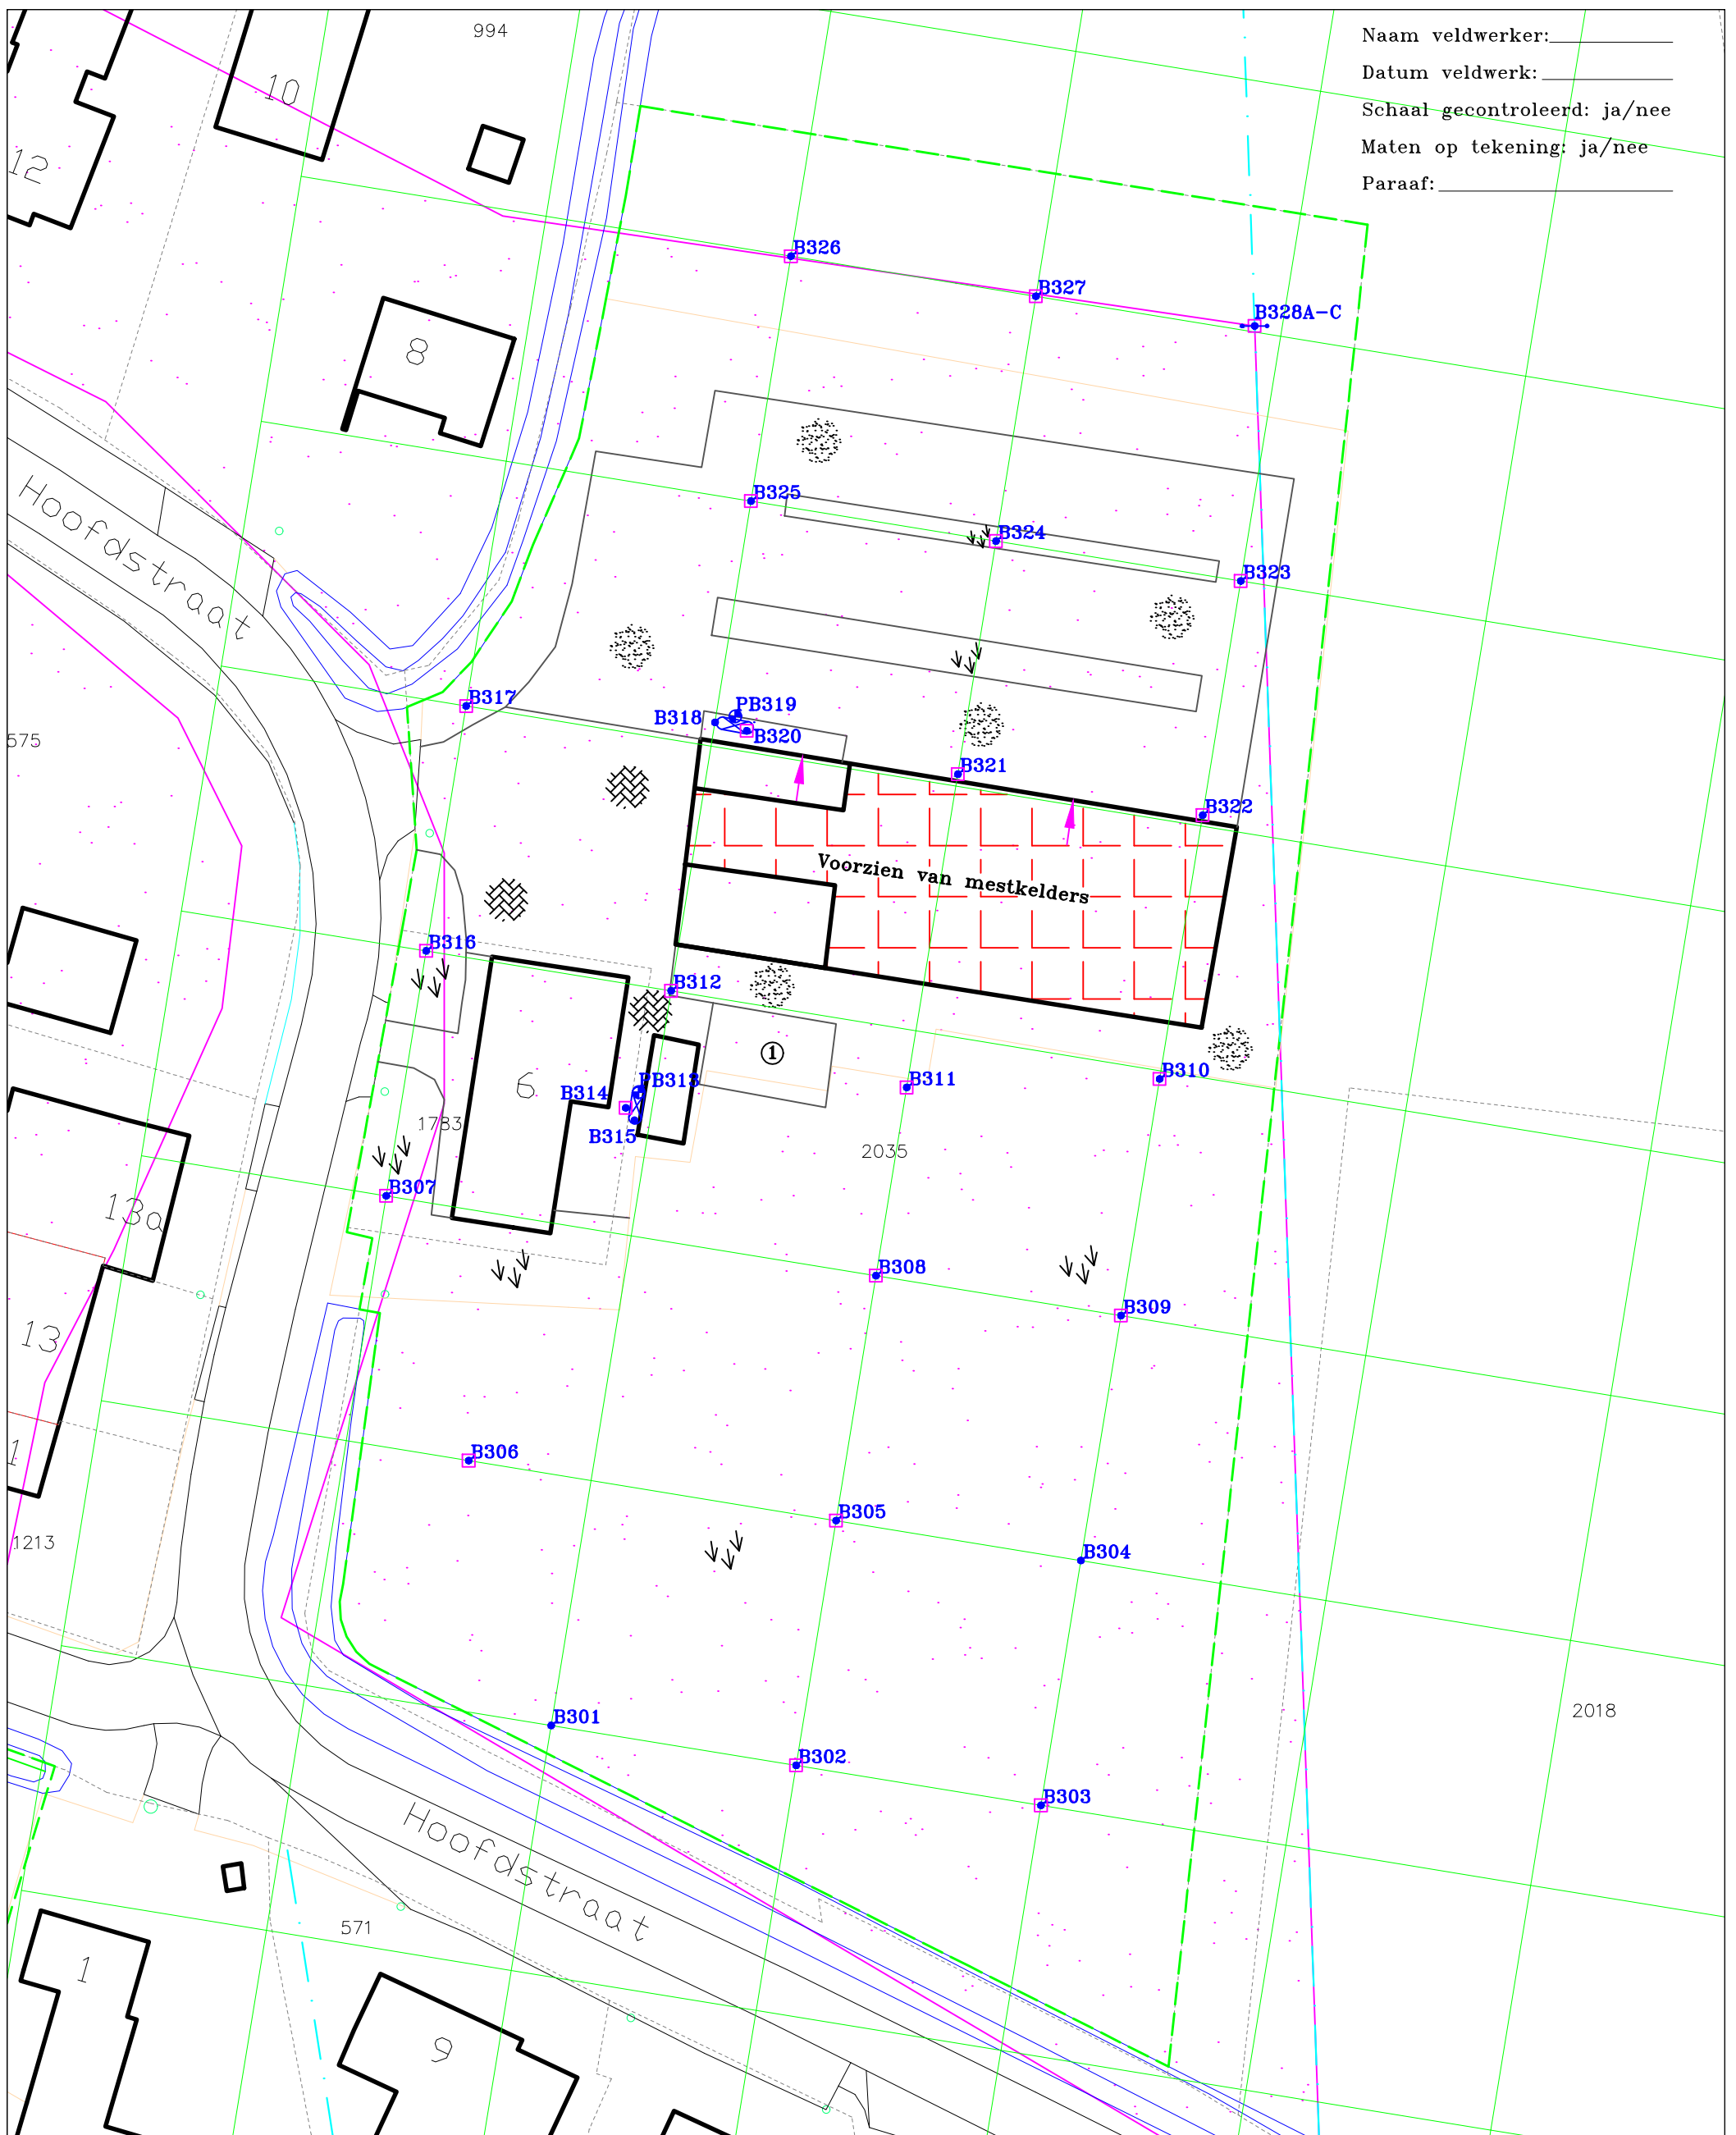 994
Naam veldwerker:
Datum veldwerk:
Schaal gecontroleerd: ja/nee
Maten op tekening: ja/nee
Paraaf:
10
12
B326
B327
B328A-C
8
Hoofdstraat
B325
B324
B323
B317
B318
PB319
B320
575
B321
B322
Voorzien van mestkelders
B316
B312
1
6
B314
PB313
B315
B311
B310
1783
2035
B307
13a
B308
B309
13
B306
1
B305
B304
1213
B301
2018
B302
B303
Hoofdstraat
571
1
9